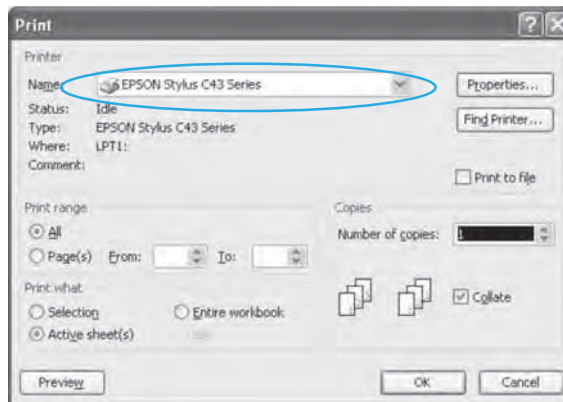 Print
Printer
Name: EPSON Stylus C43 Series
Properties...
Status: Idle
Type: EPSON Stylus C43 Series
Find Printer...
Where: LPT1:
Comment:
Print to file
Print range
Copies
All
Number of copies: 1
Page(s) From: To:
Print what
Selection Entire workbook
Collate
Active sheet(s)
Preview
OK Cancel